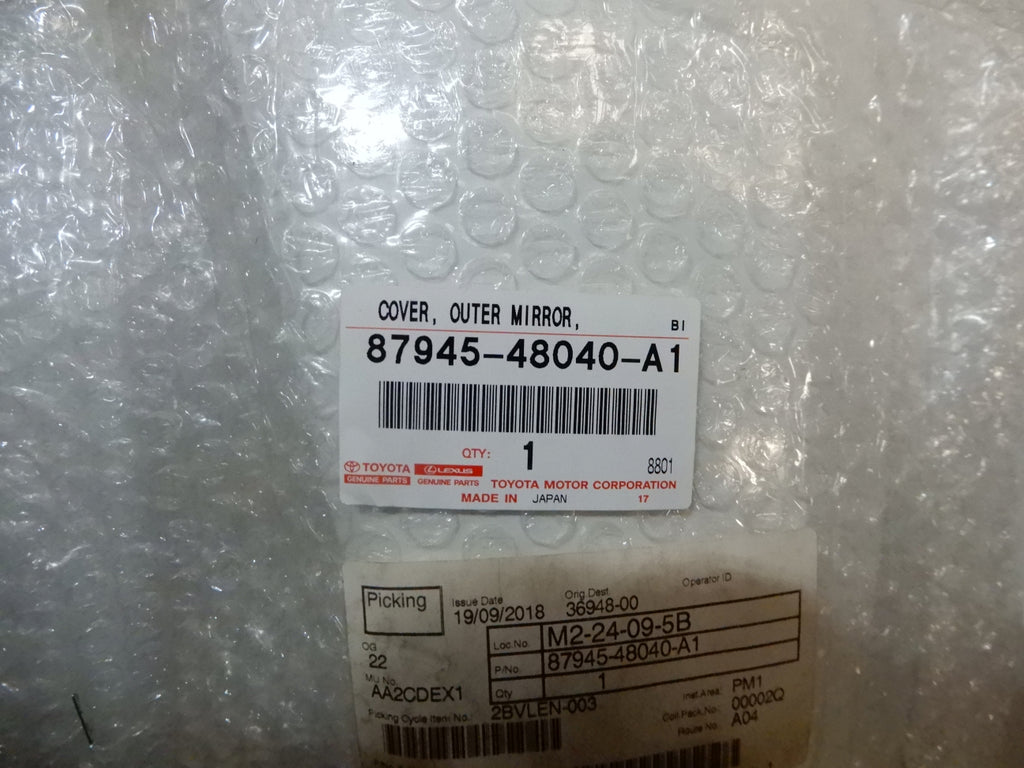 COVER, OUTER MIRROR,
BI
87945-48040-A1
QTY: 1
8801
TOYOTA LEXUS TOYOTA MOTOR CORPORATION
GENUINE PARTS GENUINE PARTS
MADE IN JAPAN 17
Picking
Issue Date
19/09/2018
Orig Dest
36948-00
Operator ID
OG
22
Loc.No. M2-24-09-5B
P/No. 87945-48040-A1
Qty 1
MU No.
AA2CDEX1
Picking Cycle Item No.
2BVLEN-003
Inst.Area: PM1
Coll.Pack.No.: 00002Q
Route No.: A04